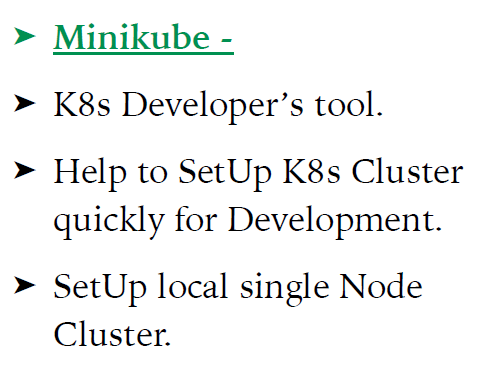 ➤ Minikube -
➤ K8s Developer’s tool.
➤ Help to SetUp K8s Cluster
quickly for Development.
➤ SetUp local single Node
Cluster.